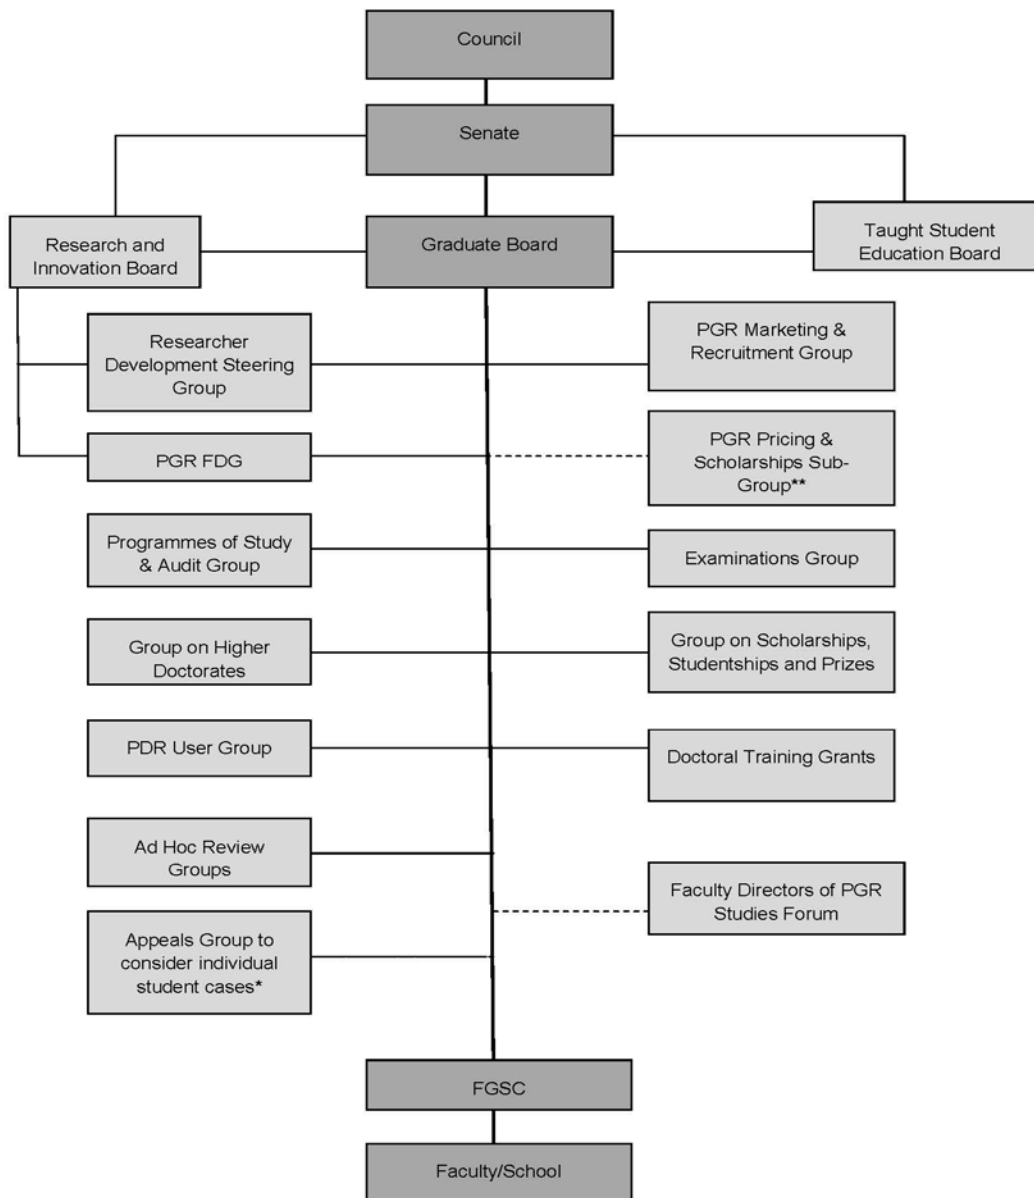 Council
Senate
Research and
Innovation Board
Graduate Board
Taught Student
Education Board
Researcher
Development Steering
Group
PGR Marketing &
Recruitment Group
PGR FDG
PGR Pricing &
Scholarships Sub-
Group**
Programmes of Study
& Audit Group
Examinations Group
Group on Higher
Doctorates
Group on Scholarships,
Studentships and Prizes
PDR User Group
Doctoral Training Grants
Ad Hoc Review
Groups
Faculty Directors of PGR
Studies Forum
Appeals Group to
consider individual
student cases*
FGSC
Faculty/School